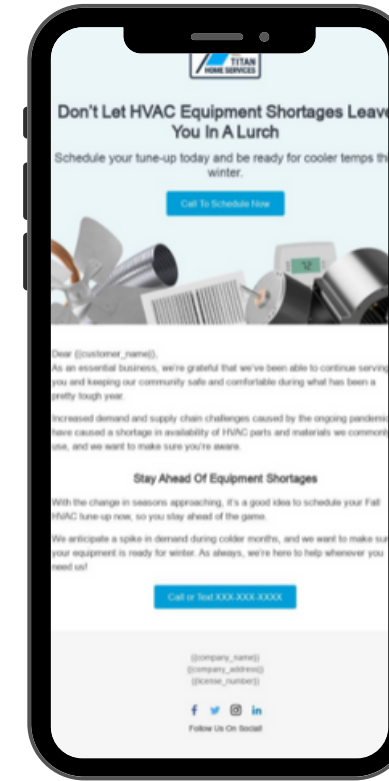 TITAN
HOME SERVICES
Don't Let HVAC Equipment Shortages Leave
You In A Lurch
Schedule your tune-up today and be ready for cooler temps th
winter.
Call To Schedule Now
72
Dear {{customer_name}},
As an essential business, we're grateful that we've been able to continue serving
you and keeping our community safe and comfortable during what has been a
pretty tough year.
Increased demand and supply chain challenges caused by the ongoing pandemic
have caused a shortage in availability of HVAC parts and materials we commonly
use, and we want to make sure you're aware.
Stay Ahead Of Equipment Shortages
With the change in seasons approaching, it's a good idea to schedule your Fall
HVAC tune-up now, so you stay ahead of the game.
We anticipate a spike in demand during colder months, and we want to make sur
your equipment is ready for winter. As always, we're here to help whenever you
need us!
Call or Text XXX-XXX-XXXX
{{company_name}}
{{company_address}}
{{license_number}}
Follow Us On Social!